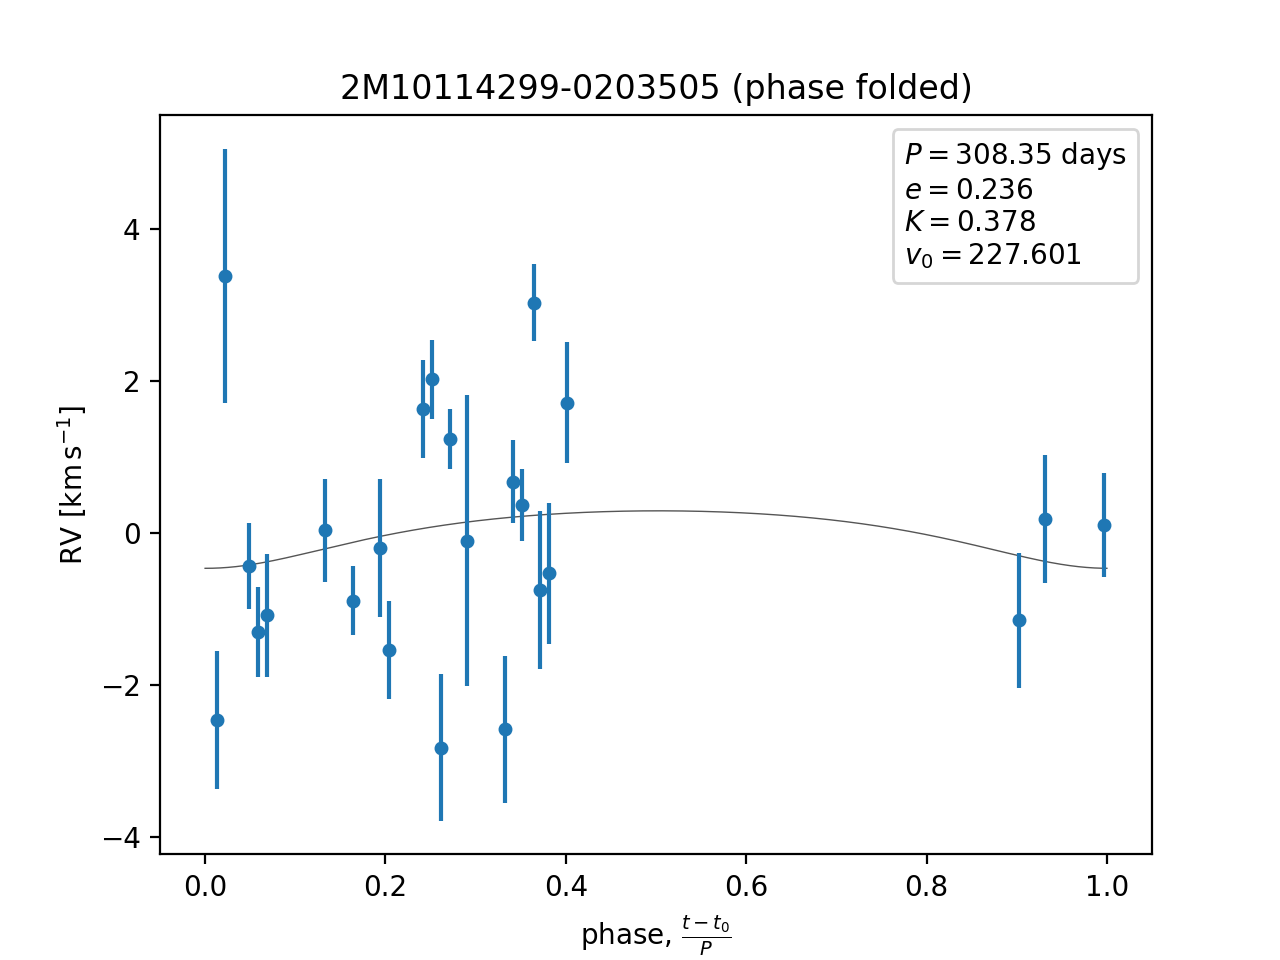 2M10114299-0203505 (phase folded)
P = 308.35 days
e = 0.236
K = 0.378
v₀ = 227.601
RV [km s⁻¹]
4
2
0
−2
−4
0.0 0.2 0.4 0.6 0.8 1.0
phase, (t − t₀)/P